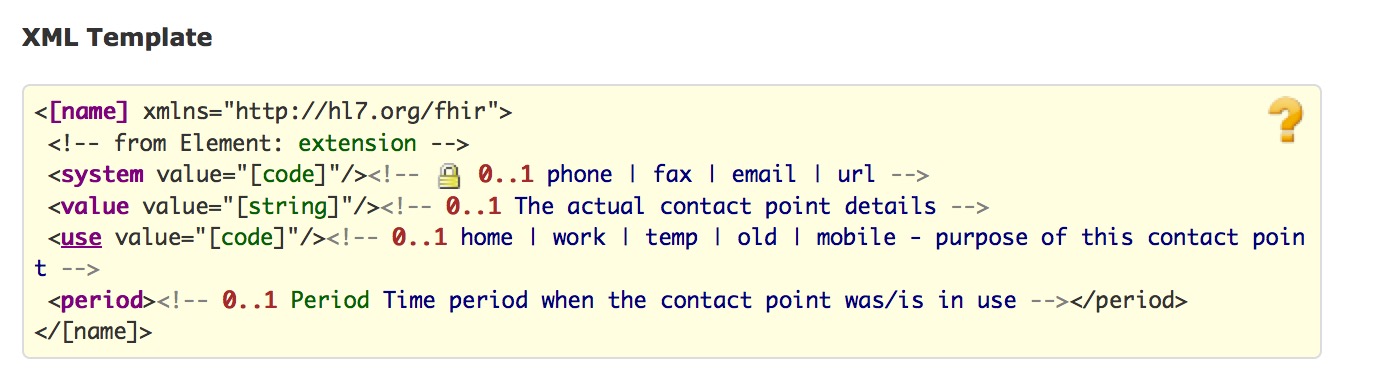 XML Template
<[name] xmlns="http://hl7.org/fhir">
<!-- from Element: extension -->
<system value="[code]"/><!-- 0..1 phone | fax | email | url -->
<value value="[string]"/><!-- 0..1 The actual contact point details -->
<use value="[code]"/><!-- 0..1 home | work | temp | old | mobile - purpose of this contact poin
t -->
<period><!-- 0..1 Period Time period when the contact point was/is in use --></period>
</[name]>